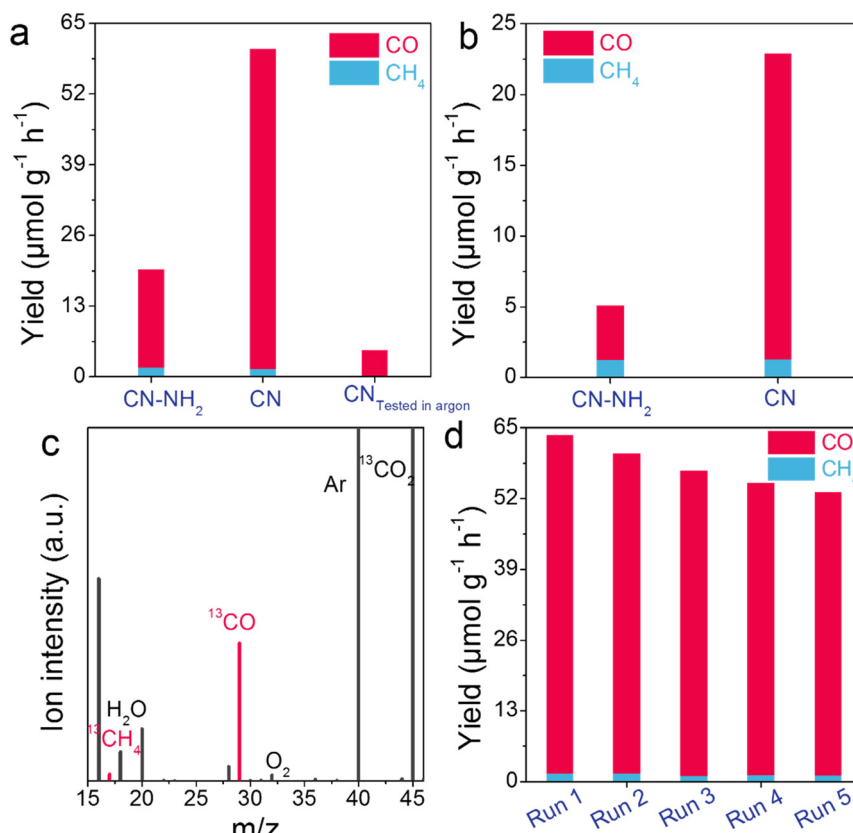 a
65
52
39
26
13
0
Yield (μmol g⁻¹ h⁻¹)
CO
CH₄
CN-NH₂
CN
CN Tested in argon
b
25
20
15
10
5
0
Yield (μmol g⁻¹ h⁻¹)
CO
CH₄
CN-NH₂
CN
c
Ion intensity (a.u.)
¹³CH₄
H₂O
¹³CO
O₂
Ar
¹³CO₂
15 20 25 30 35 40 45
m/z
d
65
52
39
26
13
0
Yield (μmol g⁻¹ h⁻¹)
CO
CH
Run 1
Run 2
Run 3
Run 4
Run 5